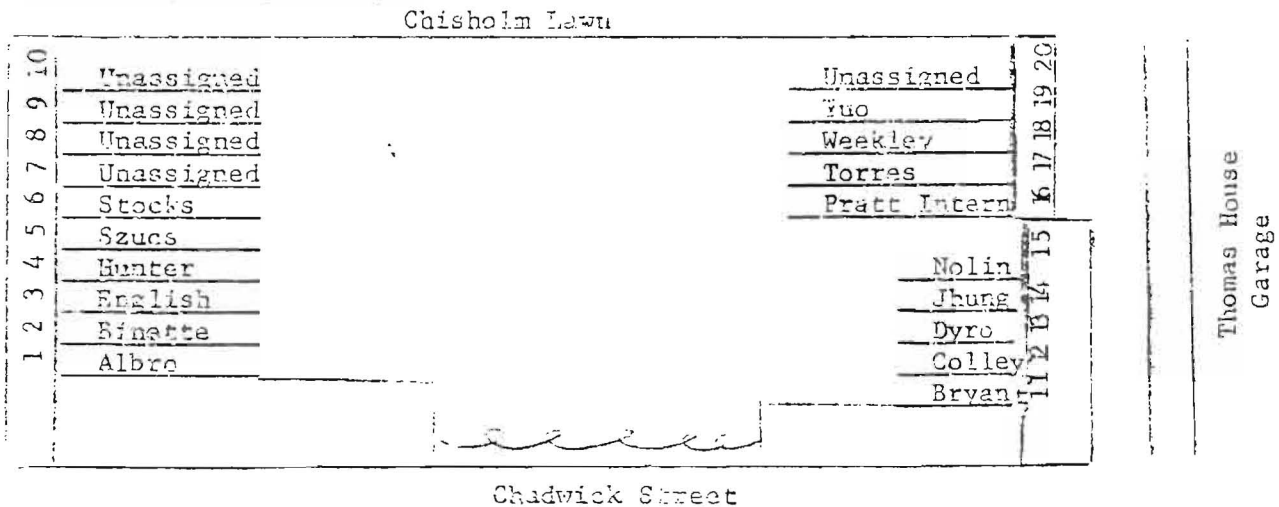 Chisholm Lawn
10 Unassigned
9 Unassigned
8 Unassigned
7 Unassigned
6 Stocks
5 Szucs
4 Hunter
3 English
2 Binette
1 Albro
Unassigned 20
Yuo 19
Weekley 18
Torres 17
Pratt Intern 16
Nolin 15
Jhung 14
Dyro 13
Colley 12
Bryan 11
Thomas House
Garage
Chadwick Street